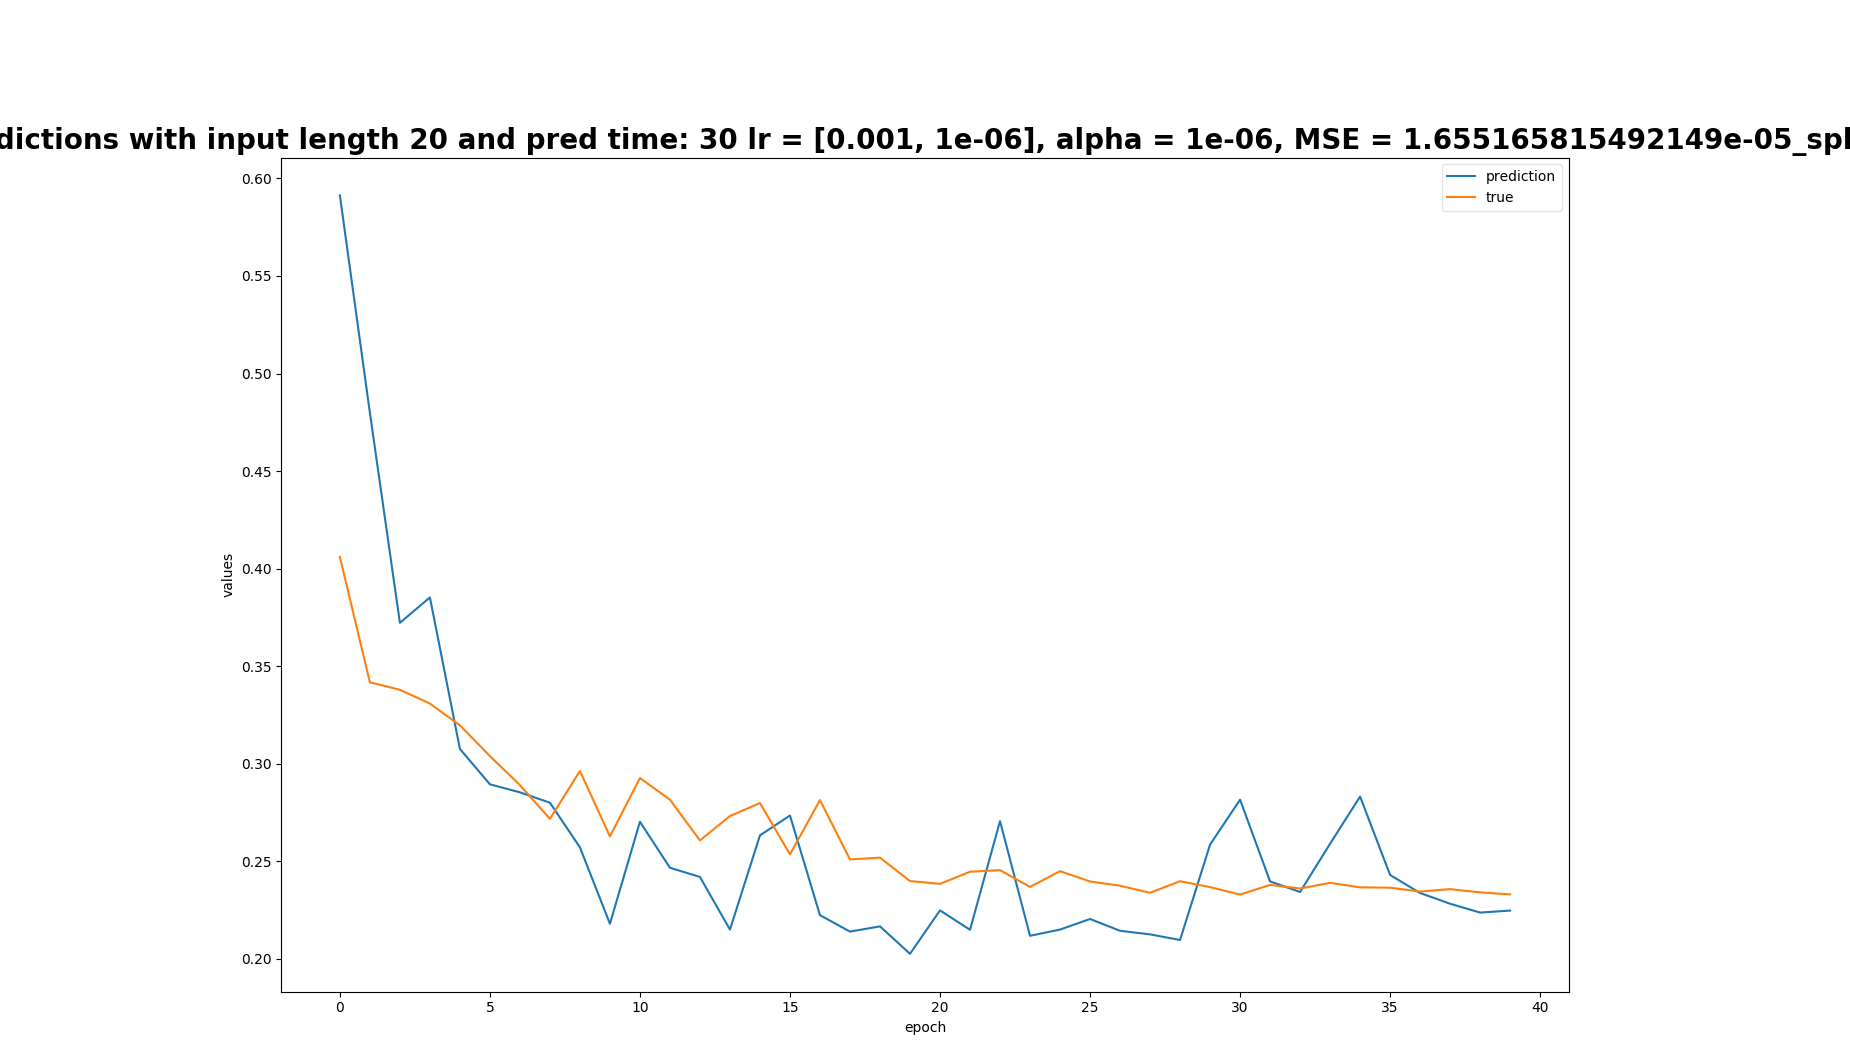 dictions with input length 20 and pred time: 30 lr = [0.001, 1e-06], alpha = 1e-06, MSE = 1.655165815492149e-05_spl
prediction
true
0.60
0.55
0.50
0.45
0.40
0.35
0.30
0.25
0.20
values
0 5 10 15 20 25 30 35 40
epoch